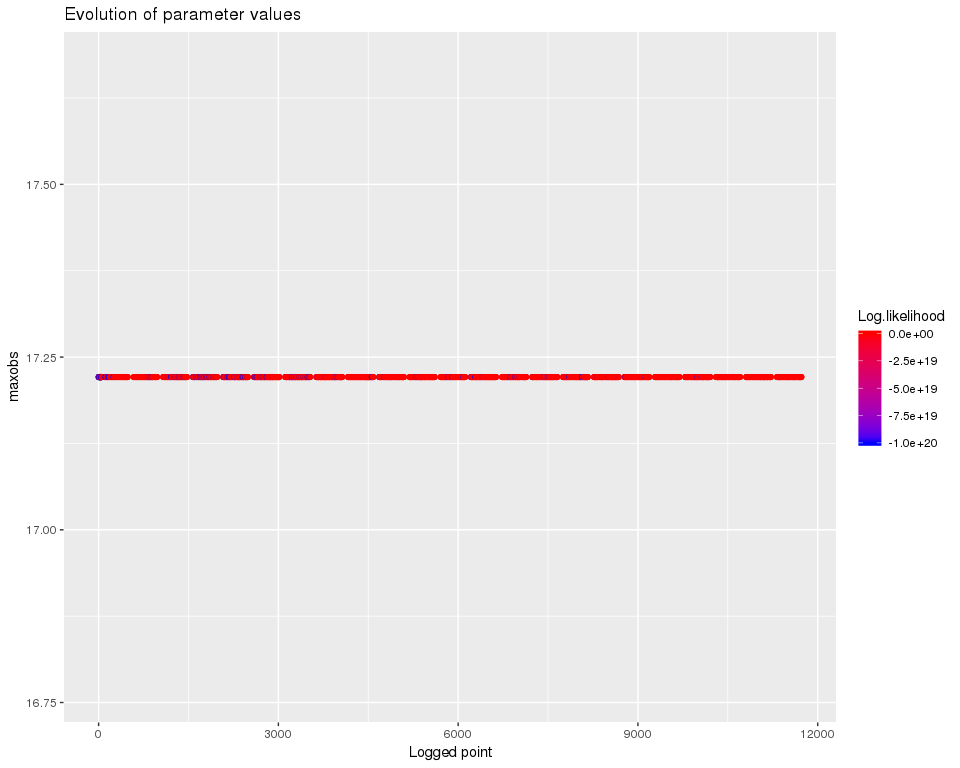 Evolution of parameter values
17.50
17.25
17.00
16.75
maxobs
0
3000
6000
9000
12000
Logged point
Log.likelihood
0.0e+00
-2.5e+19
-5.0e+19
-7.5e+19
-1.0e+20